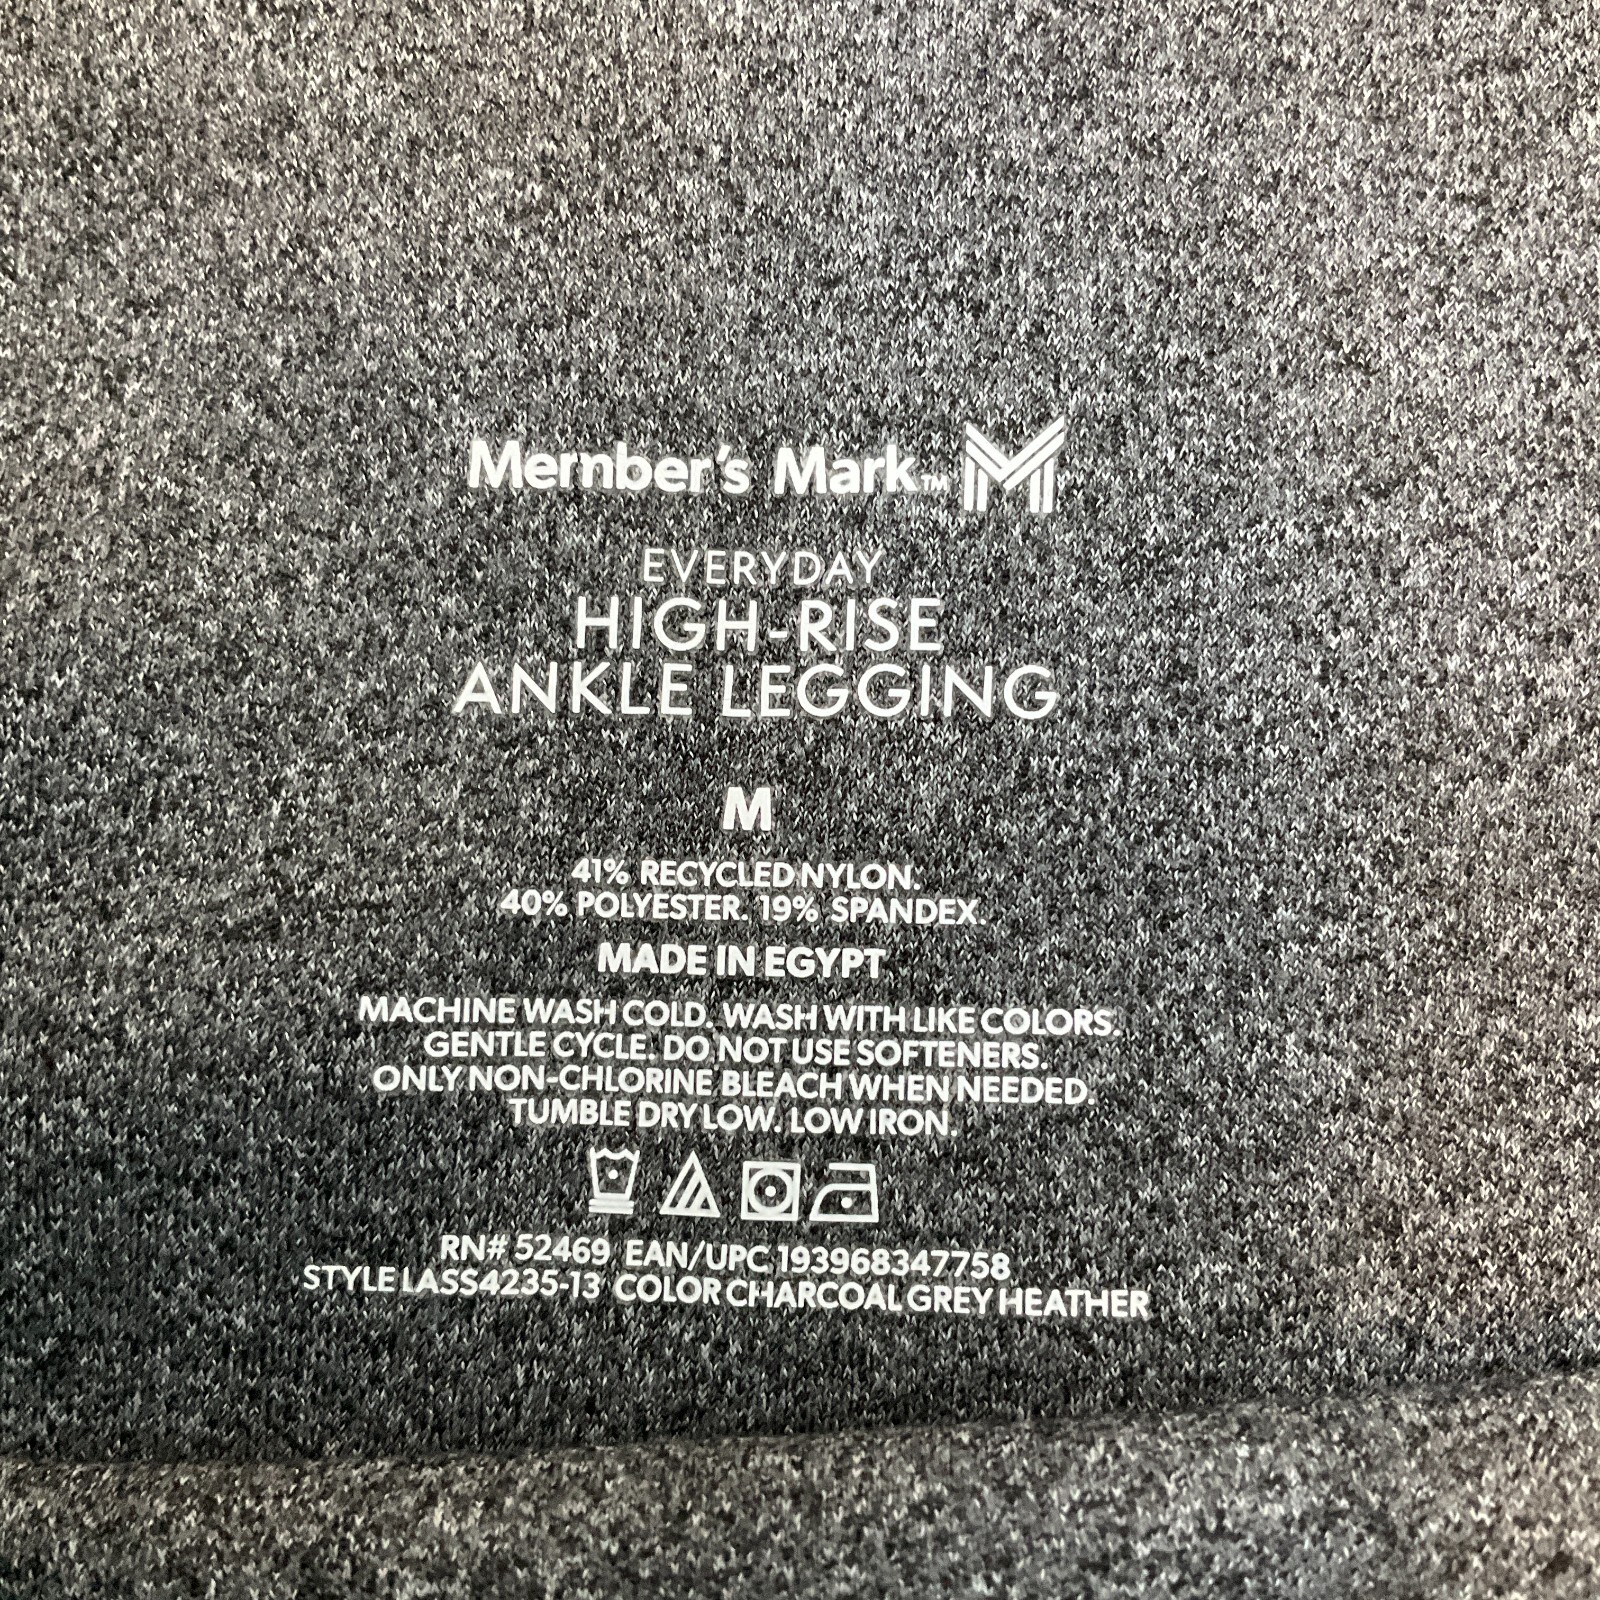 Member's Mark™ M
EVERYDAY
HIGH-RISE
ANKLE LEGGING
M
41% RECYCLED NYLON.
40% POLYESTER. 19% SPANDEX.
MADE IN EGYPT
MACHINE WASH COLD. WASH WITH LIKE COLORS.
GENTLE CYCLE. DO NOT USE SOFTENERS.
ONLY NON-CHLORINE BLEACH WHEN NEEDED.
TUMBLE DRY LOW. LOW IRON.
RN# 52469 EAN/UPC 193968347758
STYLE LASS4235-13 COLOR CHARCOAL GREY HEATHER